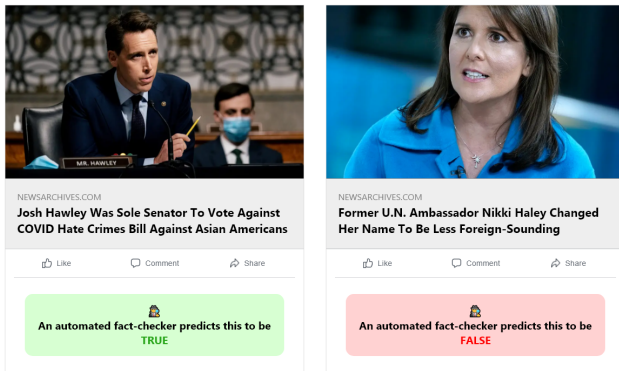 MR. HAWLEY
NEWSARCHIVES.COM
Josh Hawley Was Sole Senator To Vote Against
COVID Hate Crimes Bill Against Asian Americans
Like Comment Share
An automated fact-checker predicts this to be
TRUE
NEWSARCHIVES.COM
Former U.N. Ambassador Nikki Haley Changed
Her Name To Be Less Foreign-Sounding
Like Comment Share
An automated fact-checker predicts this to be
FALSE